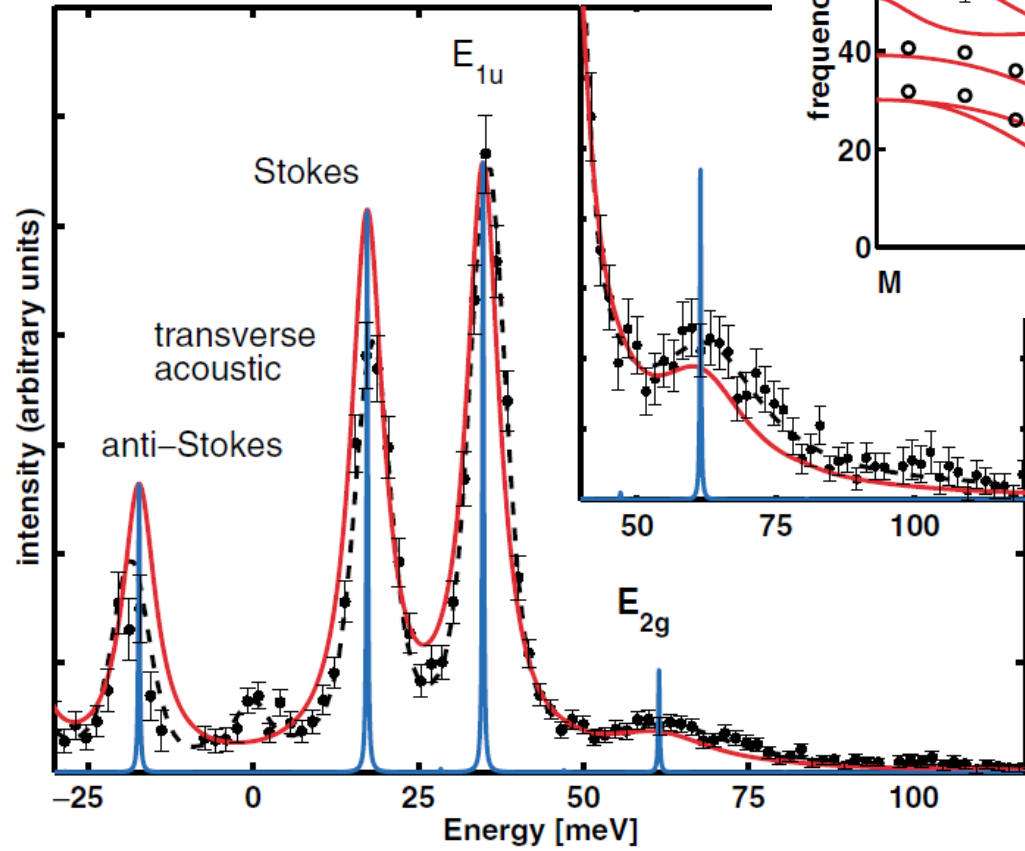 E1u
Stokes
transverse
acoustic
anti−Stokes
E2g
intensity (arbitrary units)
−25
0
25
50
75
100
Energy [meV]
50
75
100
40
20
0
M